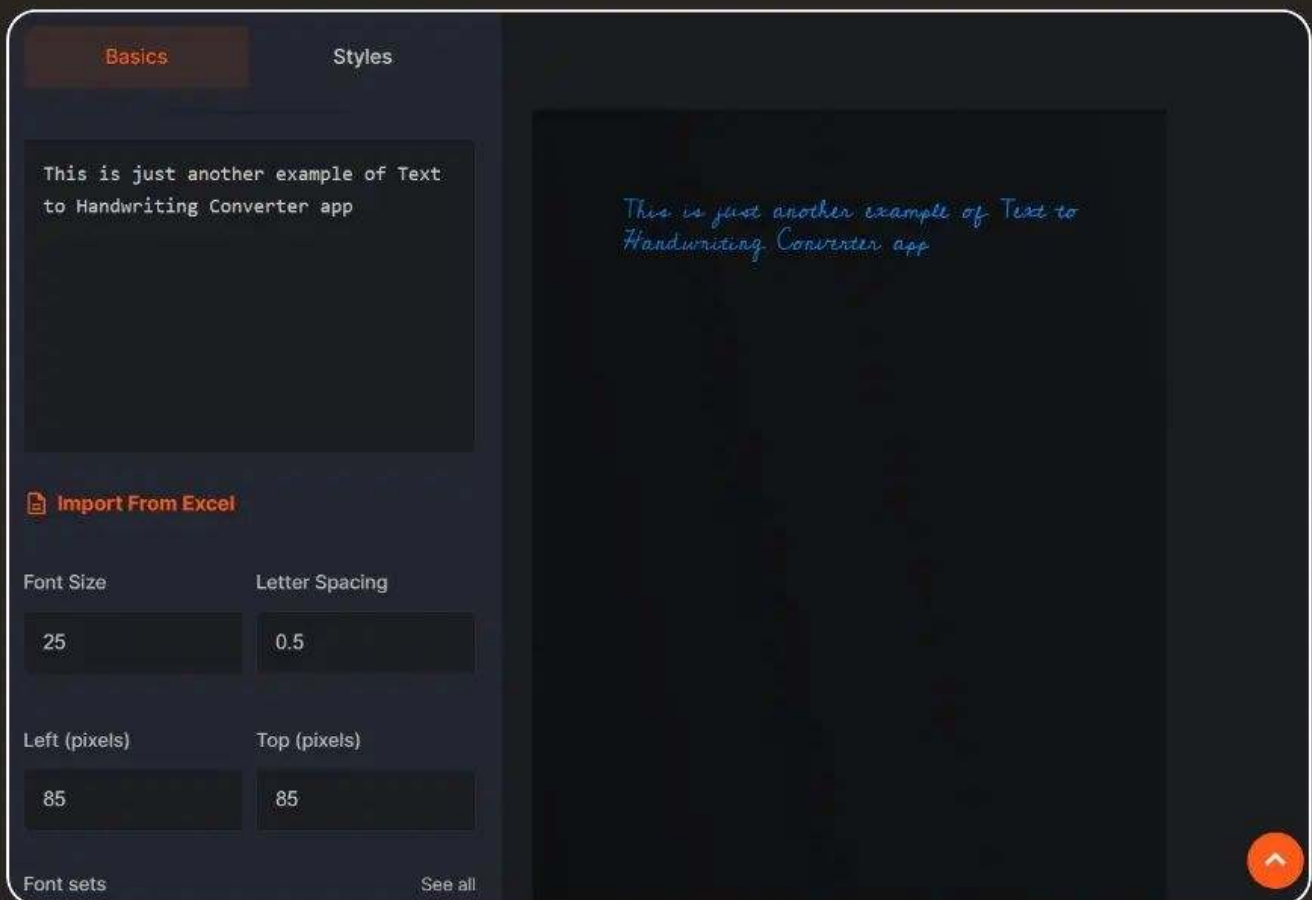 Basics
Styles
This is just another example of Text
to Handwriting Converter app
Import From Excel
Font Size
Letter Spacing
25
0.5
Left (pixels)
Top (pixels)
85
85
Font sets
See all
This is just another example of Text to
Handwriting Converter app